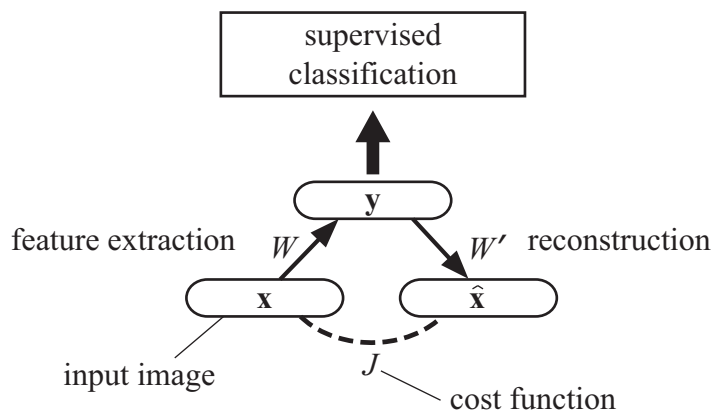 supervised
classification
y
feature extraction W W′ reconstruction
x x̂
input image J
cost function